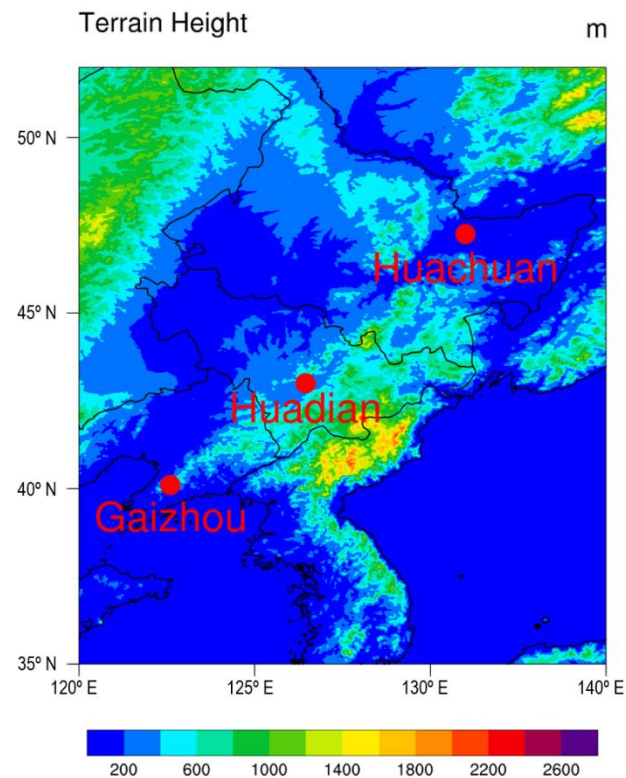 Terrain Height
m
50° N
Huachuan
45° N
Huadian
40° N
Gaizhou
35° N
120° E 125° E 130° E 140° E
200 600 1000 1400 1800 2200 2600